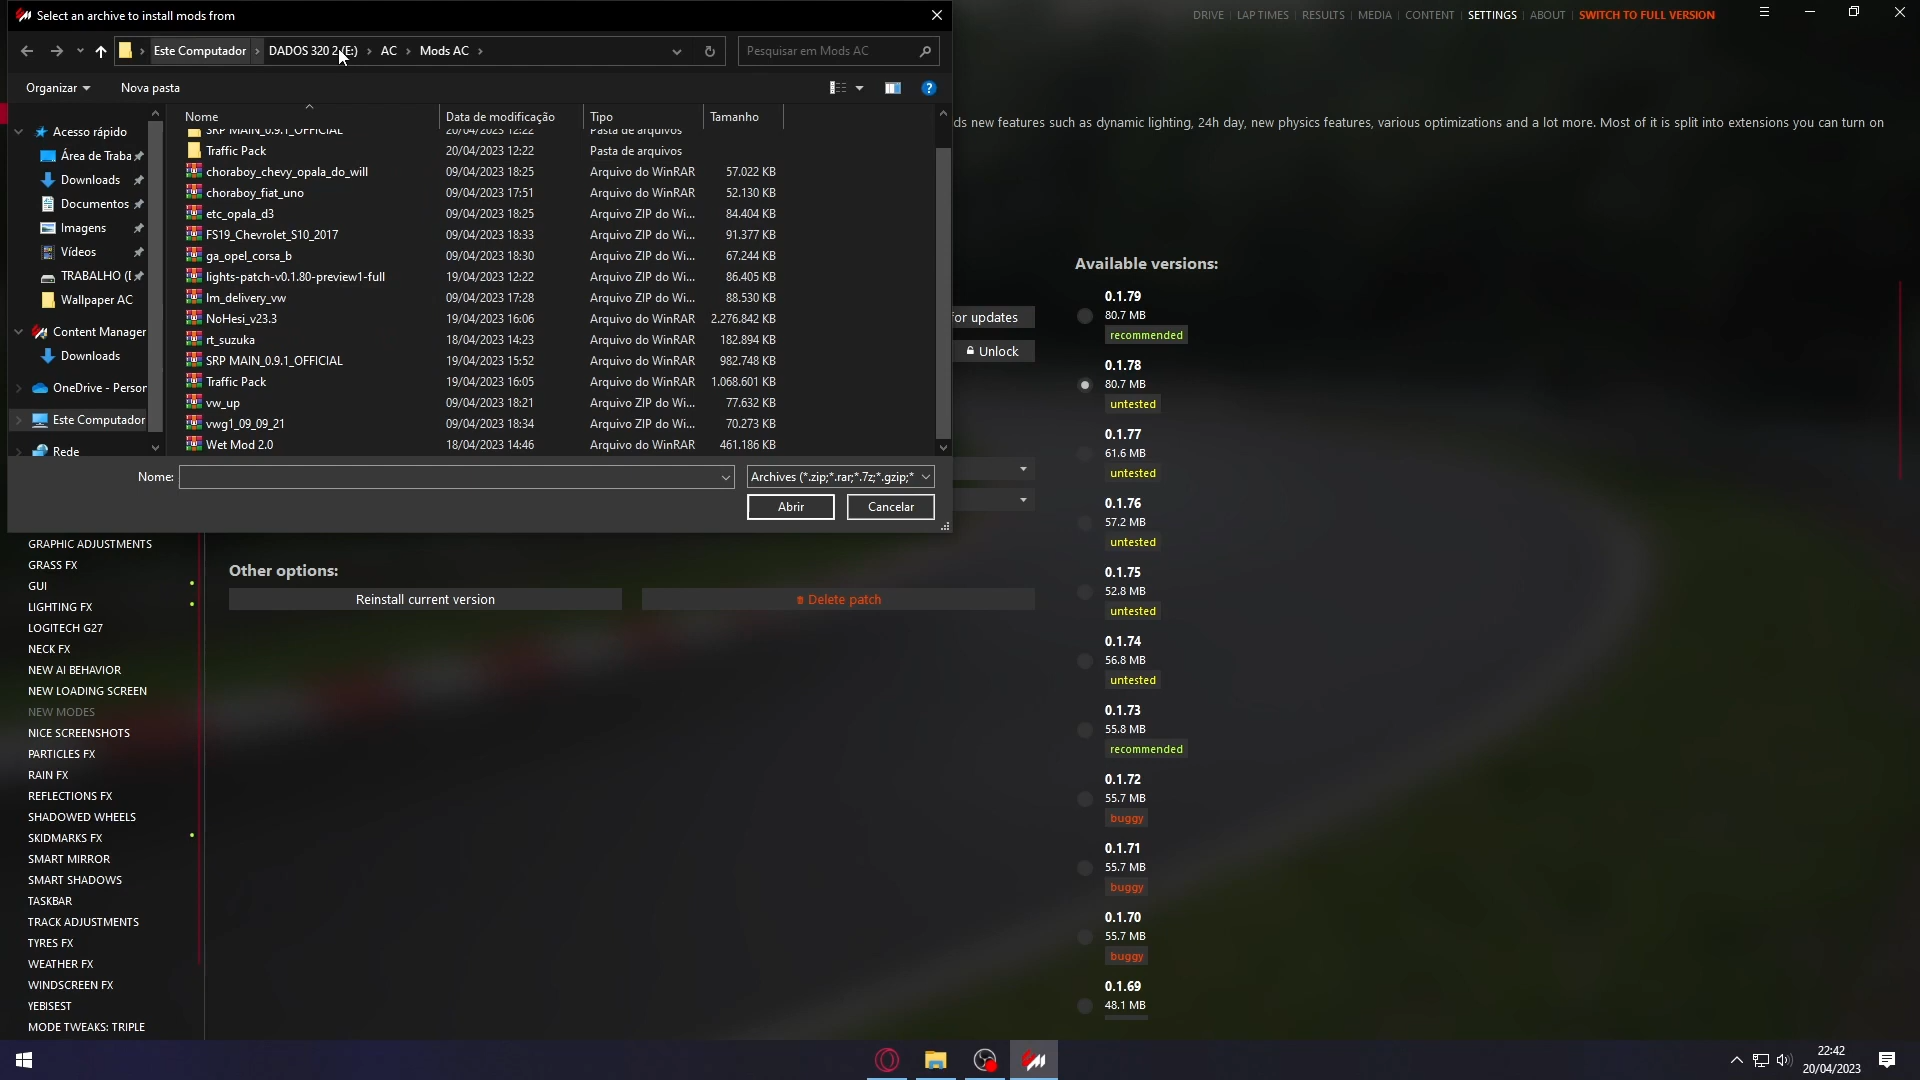 Select an archive to install mods from
DRIVE LAP TIMES RESULTS MEDIA CONTENT SETTINGS ABOUT SWITCH TO FULL VERSION
Este Computador DADOS 320 2 (E:) AC Mods AC
Pesquisar em Mods AC
Organizar Nova pasta
Nome Data de modificação Tipo Tamanho
SRP MAIN_0.9.1_OFFICIAL 20/04/2023 12:22 Pasta de arquivos
Traffic Pack 20/04/2023 12:22 Pasta de arquivos
choraboy_chevy_opala_do_will 09/04/2023 18:25 Arquivo do WinRAR 57.022 KB
choraboy_fiat_uno 09/04/2023 17:51 Arquivo do WinRAR 52.130 KB
etc_opala_d3 09/04/2023 18:25 Arquivo ZIP do Wi... 84.404 KB
FS19_Chevrolet_S10_2017 09/04/2023 18:33 Arquivo ZIP do Wi... 91.377 KB
ga_opel_corsa_b 09/04/2023 18:30 Arquivo ZIP do Wi... 67.244 KB
lights-patch-v0.1.80-preview1-full 19/04/2023 12:22 Arquivo ZIP do Wi... 86.405 KB
lm_delivery_vw 09/04/2023 17:28 Arquivo ZIP do Wi... 88.530 KB
NoHesi_v23.3 19/04/2023 16:06 Arquivo do WinRAR 2.276.842 KB
rt_suzuka 18/04/2023 14:23 Arquivo do WinRAR 182.894 KB
SRP MAIN_0.9.1_OFFICIAL 19/04/2023 15:52 Arquivo do WinRAR 982.748 KB
Traffic Pack 19/04/2023 16:05 Arquivo do WinRAR 1.068.601 KB
vw_up 09/04/2023 18:21 Arquivo ZIP do Wi... 77.632 KB
vwg1_09_09_21 09/04/2023 18:34 Arquivo ZIP do Wi... 70.273 KB
Wet Mod 2.0 18/04/2023 14:46 Arquivo do WinRAR 461.186 KB
Acesso rápido
Área de Traba
Downloads
Documentos
Imagens
Vídeos
TRABALHO (
Wallpaper AC
Content Manager
Downloads
OneDrive - Person
Este Computador
Rede
Nome: Archives (*.zip;*.rar;*.7z;*.gzip;*
Abrir Cancelar
ds new features such as dynamic lighting, 24h day, new physics features, various optimizations and a lot more. Most of it is split into extensions you can turn on
for updates
Unlock
GRAPHIC ADJUSTMENTS
GRASS FX
GUI
LIGHTING FX
LOGITECH G27
NECK FX
NEW AI BEHAVIOR
NEW LOADING SCREEN
NEW MODES
NICE SCREENSHOTS
PARTICLES FX
RAIN FX
REFLECTIONS FX
SHADOWED WHEELS
SKIDMARKS FX
SMART MIRROR
SMART SHADOWS
TASKBAR
TRACK ADJUSTMENTS
TYRES FX
WEATHER FX
WINDSCREEN FX
YEBISEST
MODE TWEAKS: TRIPLE
Other options:
Reinstall current version
Delete patch
Available versions:
0.1.79
80.7 MB
recommended
0.1.78
80.7 MB
untested
0.1.77
61.6 MB
untested
0.1.76
57.2 MB
untested
0.1.75
52.8 MB
untested
0.1.74
56.8 MB
untested
0.1.73
55.8 MB
recommended
0.1.72
55.7 MB
buggy
0.1.71
55.7 MB
buggy
0.1.70
55.7 MB
buggy
0.1.69
48.1 MB
22:42
20/04/2023